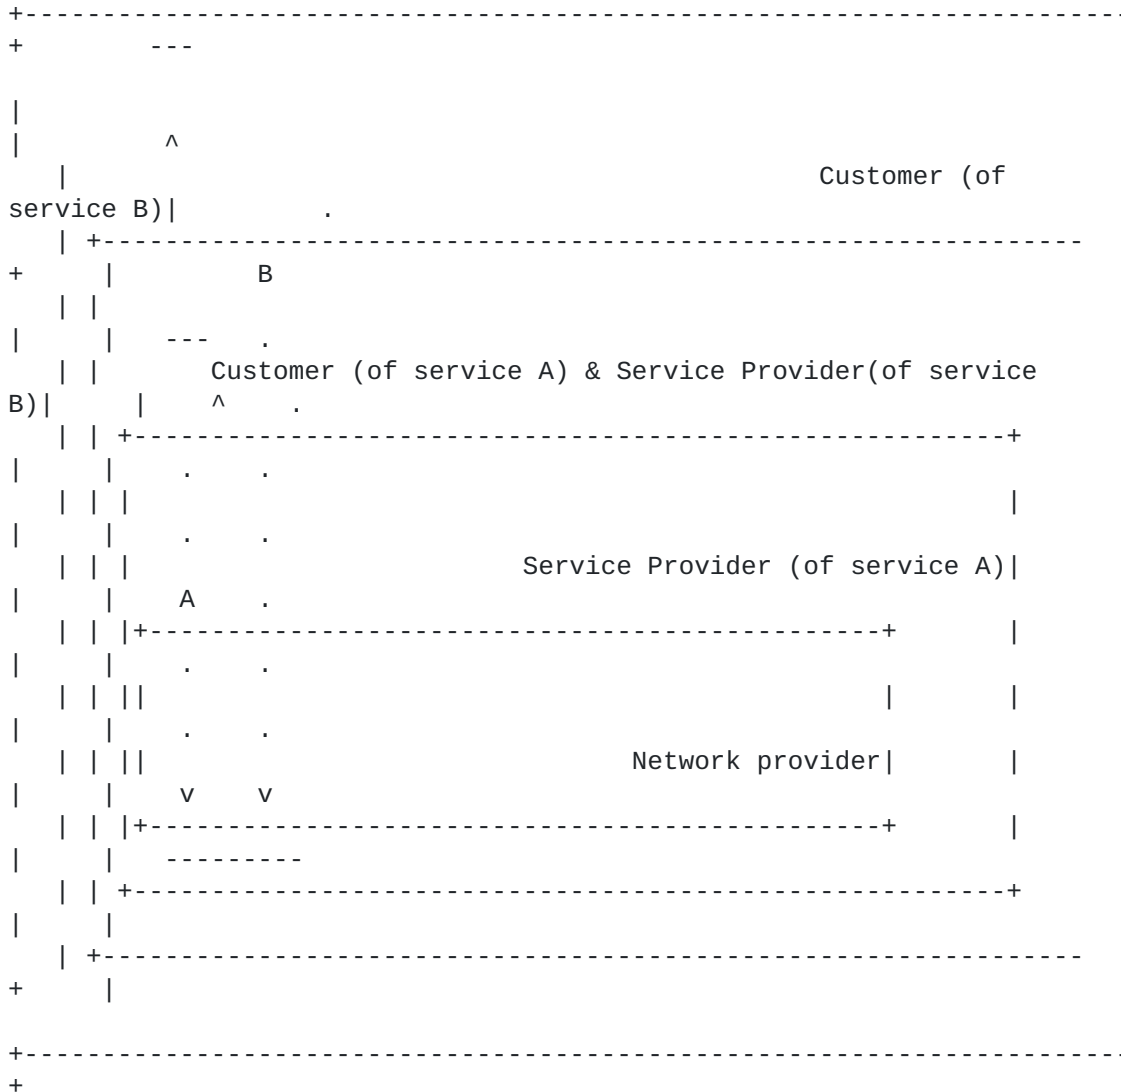 +-----------------------------------------------------------------------
+        ---
|
|         ^
   |                                                Customer (of
service B)|          .
   | +---------------------------------------------------------------
+     |         B
   | |
|       |   ---   .
   | |       Customer (of service A) & Service Provider(of service
B)|     |    ^    .
   | | +--------------------------------------------------------+
|     |    .    .
   | | |                                                        |
|     |    .    .
   | | |                         Service Provider (of service A)|
|     |    A    .
   | | |+-----------------------------------------------+       |
|     |    .    .
   | | ||                                               |       |
|     |    .    .
   | | ||                               Network provider|       |
|     |    v    v
   | | |+-----------------------------------------------+       |
|     |   ---------
   | | +--------------------------------------------------------+
|     |
   | +---------------------------------------------------------------
+     |
+-----------------------------------------------------------------------
+